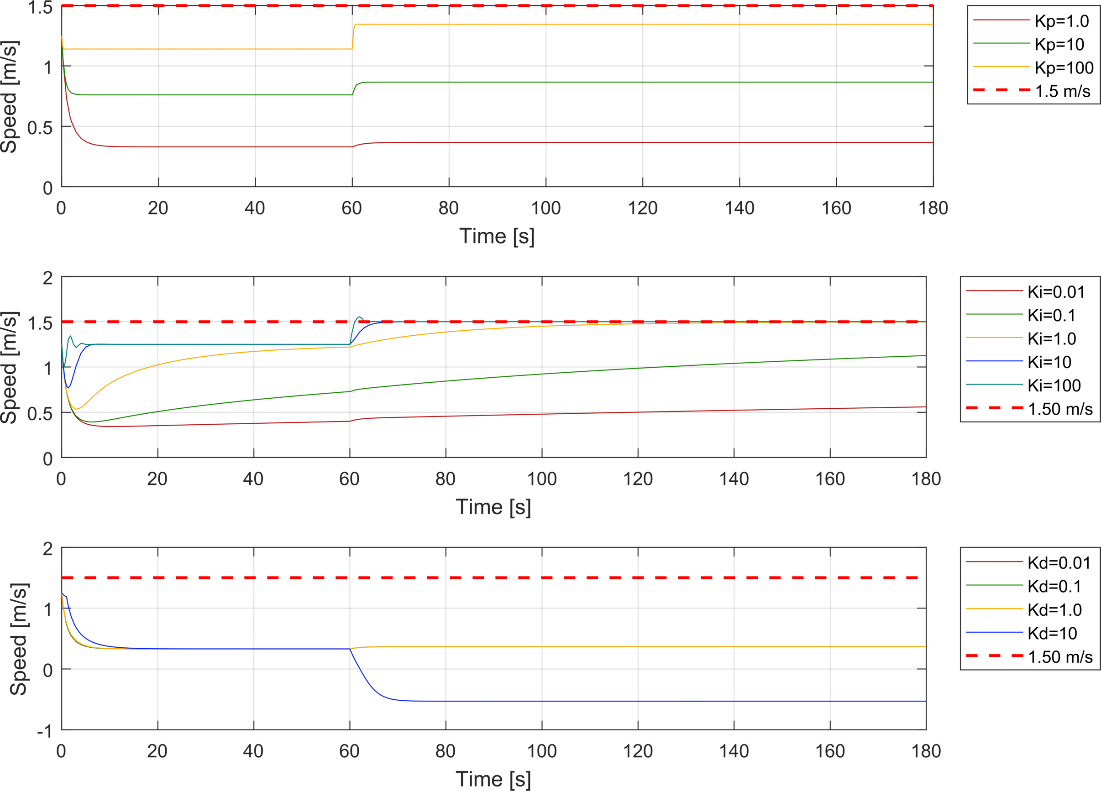 1.5
1
0.5
0
Speed [m/s]
0 20 40 60 80 100 120 140 160 180
Time [s]
Kp=1.0
Kp=10
Kp=100
1.5 m/s
2
1.5
1
0.5
0
Speed [m/s]
0 20 40 60 80 100 120 140 160 180
Time [s]
Ki=0.01
Ki=0.1
Ki=1.0
Ki=10
Ki=100
1.50 m/s
2
1
0
-1
Speed [m/s]
0 20 40 60 80 100 120 140 160 180
Time [s]
Kd=0.01
Kd=0.1
Kd=1.0
Kd=10
1.50 m/s